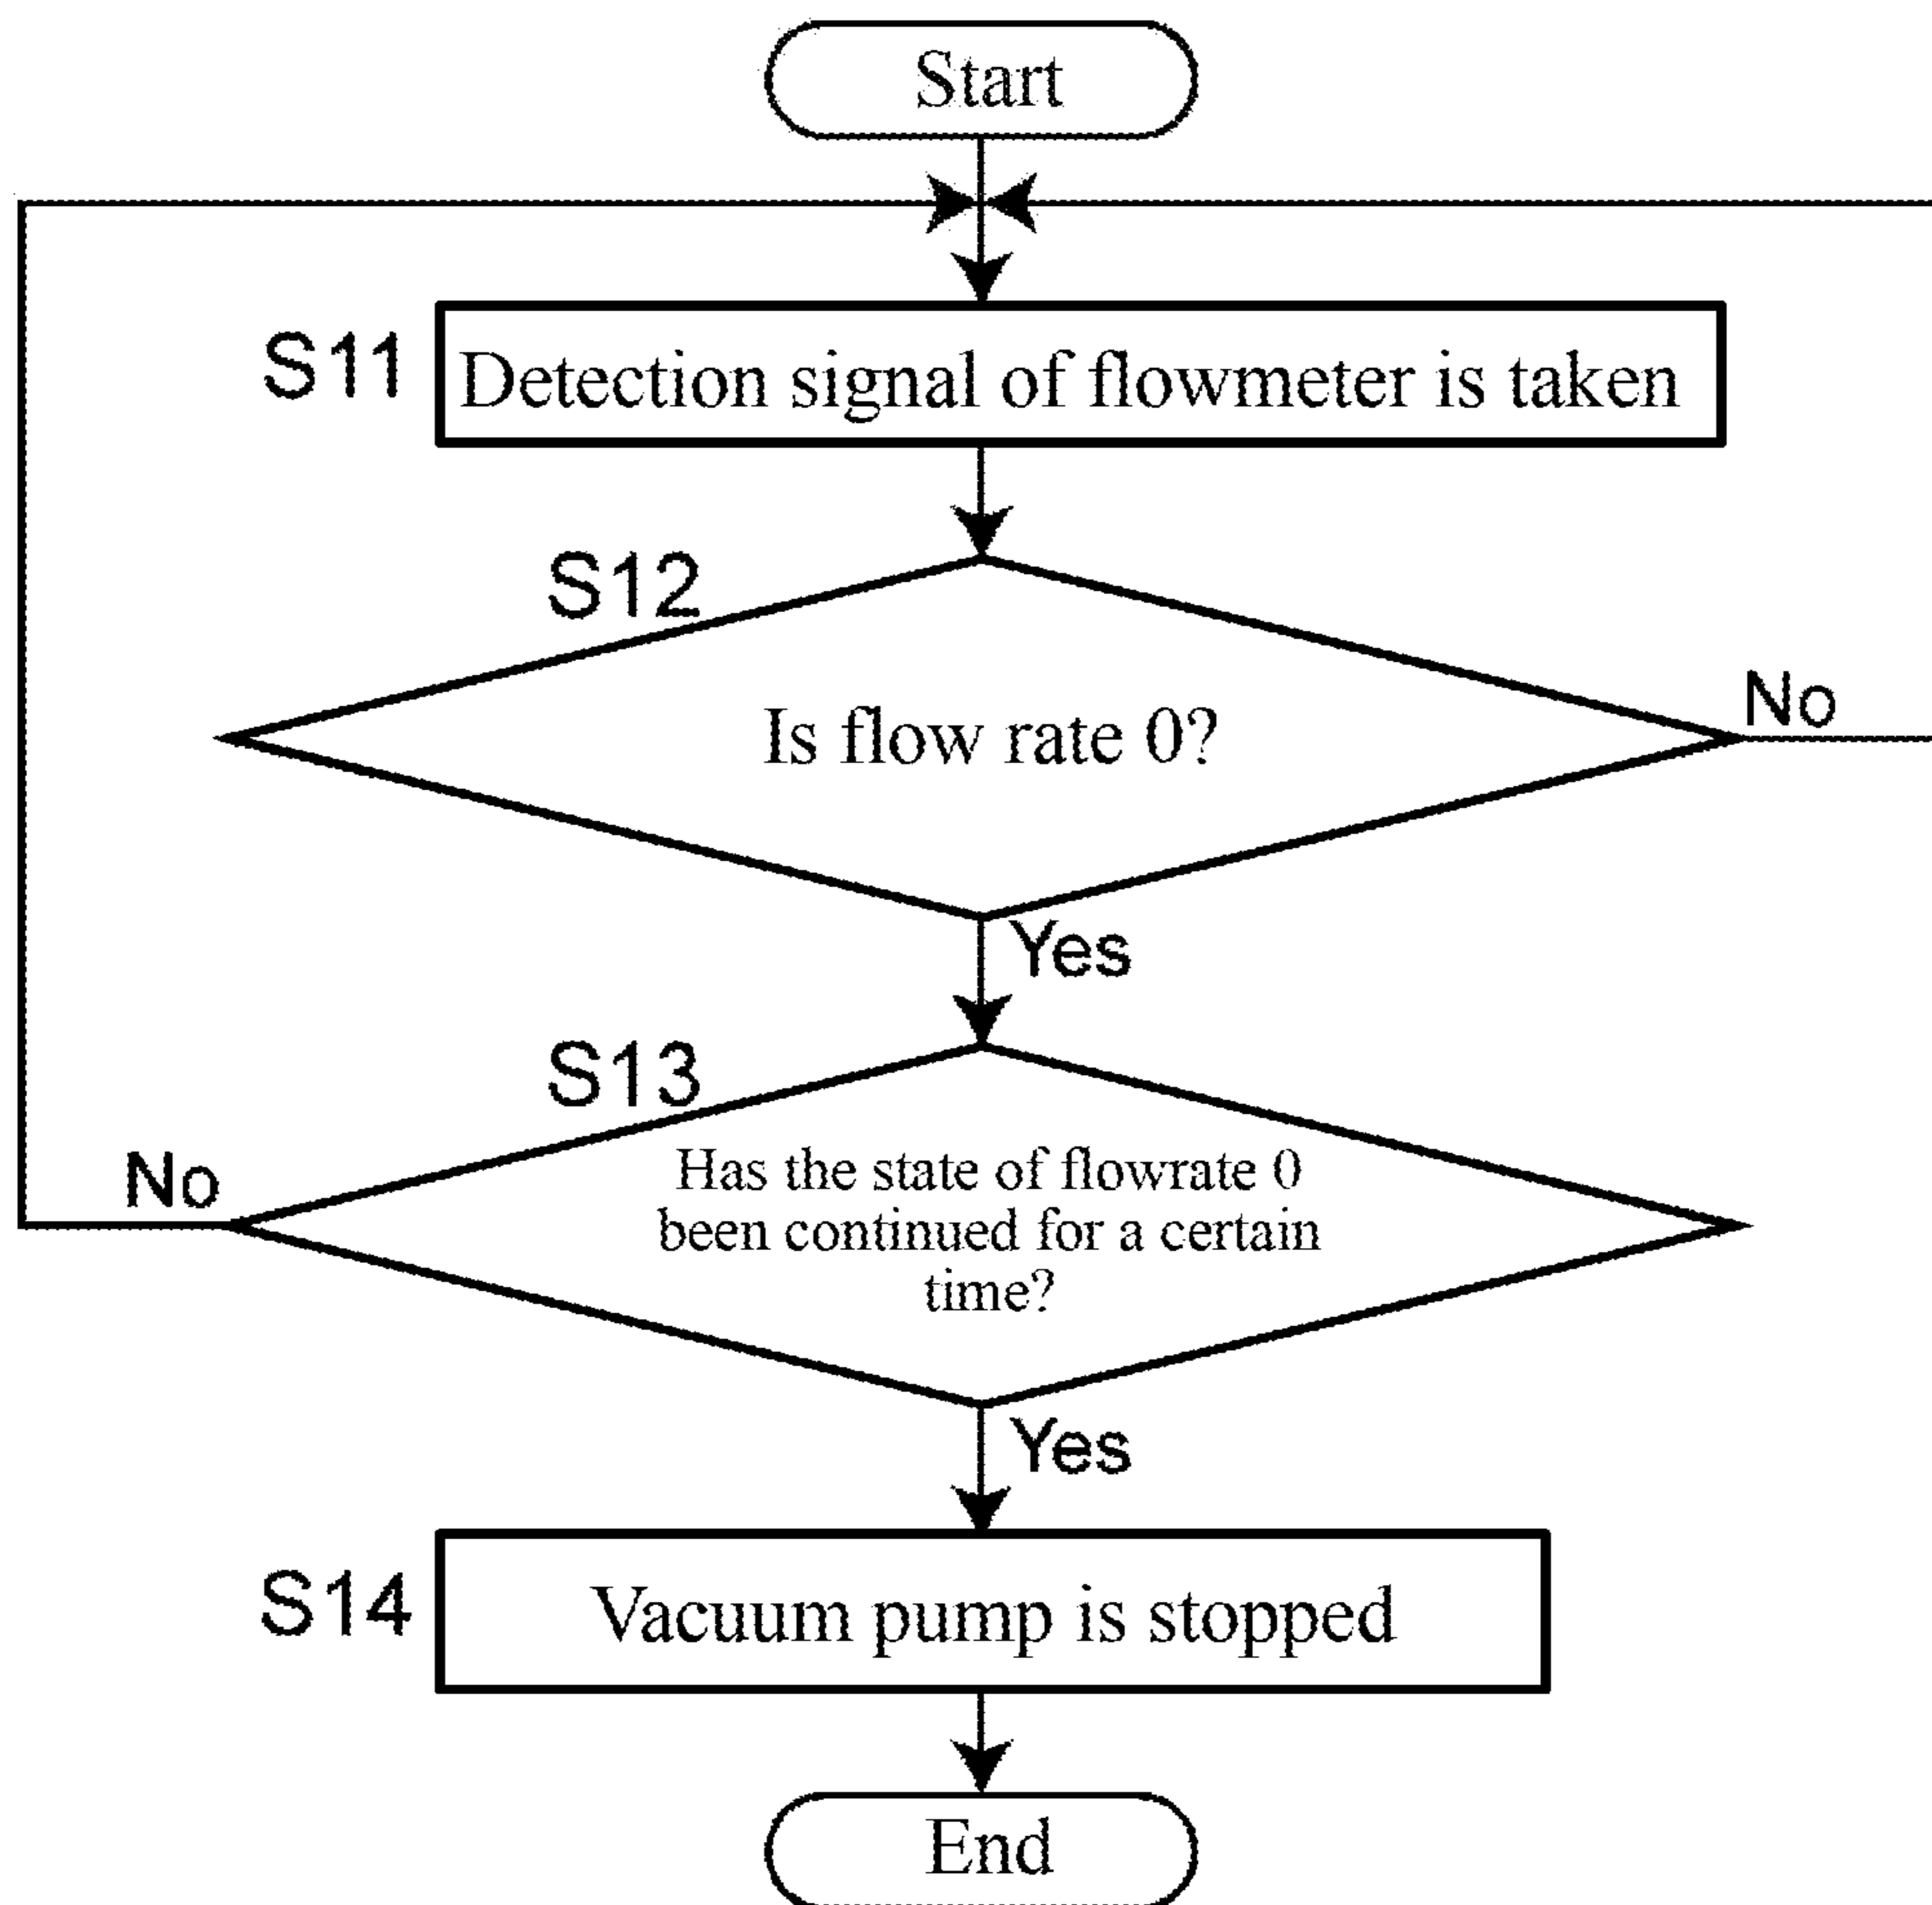 Start
S11
Detection signal of flowmeter is taken
S12
Is flow rate 0?
No
Yes
S13
No
Has the state of flowrate 0
been continued for a certain
time?
Yes
S14
Vacuum pump is stopped
End